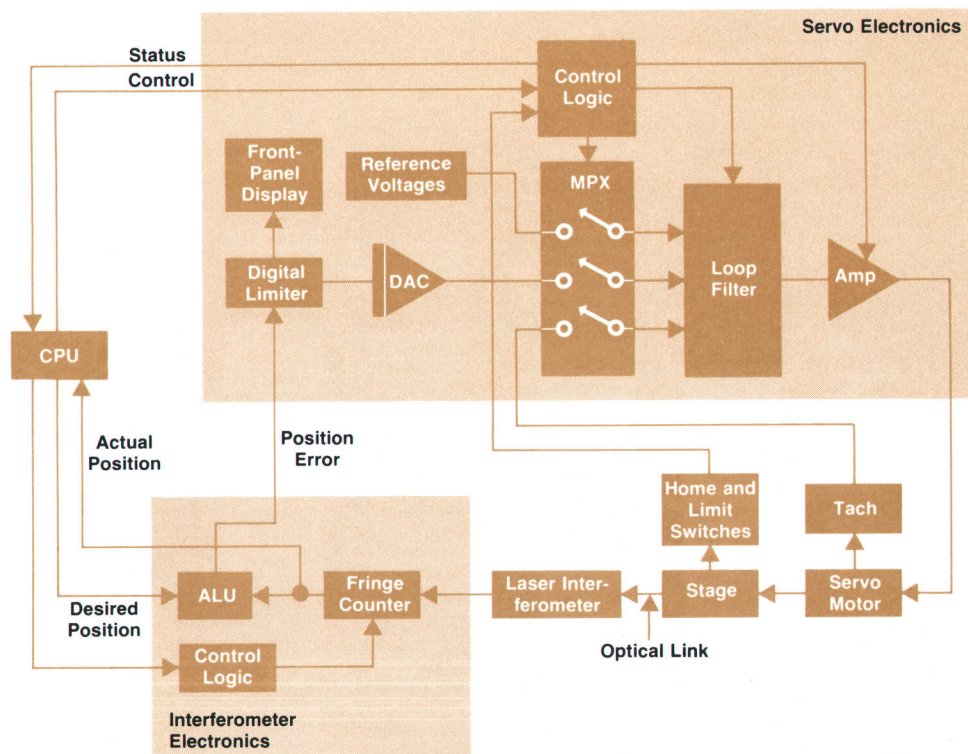 Servo Electronics
Status
Control
Control
Logic
Front-
Panel
Display
Reference
Voltages
MPX
Digital
Limiter
DAC
Loop
Filter
Amp
CPU
Actual
Position
Position
Error
Home and
Limit
Switches
Tach
ALU
Fringe
Counter
Laser Inter-
ferometer
Stage
Servo
Motor
Desired
Position
Optical Link
Control
Logic
Interferometer
Electronics